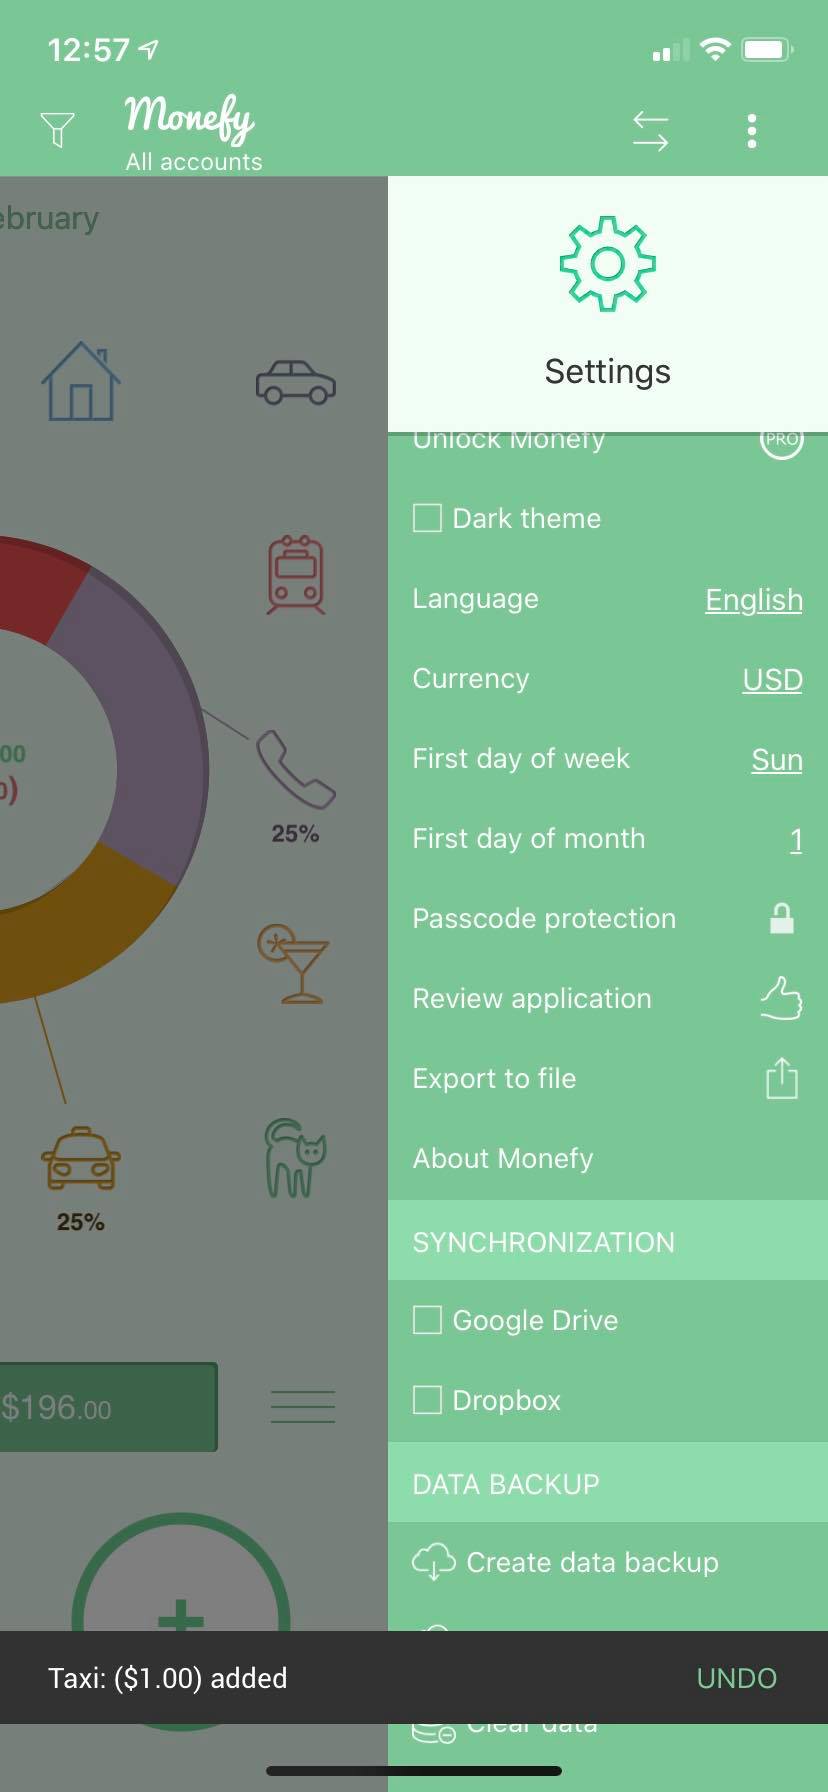 12:57
Monefy
All accounts
ebruary
Settings
Unlock Monefy
PRO
Dark theme
Language English
Currency USD
First day of week Sun
First day of month 1
Passcode protection
Review application
Export to file
About Monefy
SYNCHRONIZATION
Google Drive
Dropbox
DATA BACKUP
Create data backup
Clear data
00
0)
25%
25%
$196.00
+
Taxi: ($1.00) added
UNDO